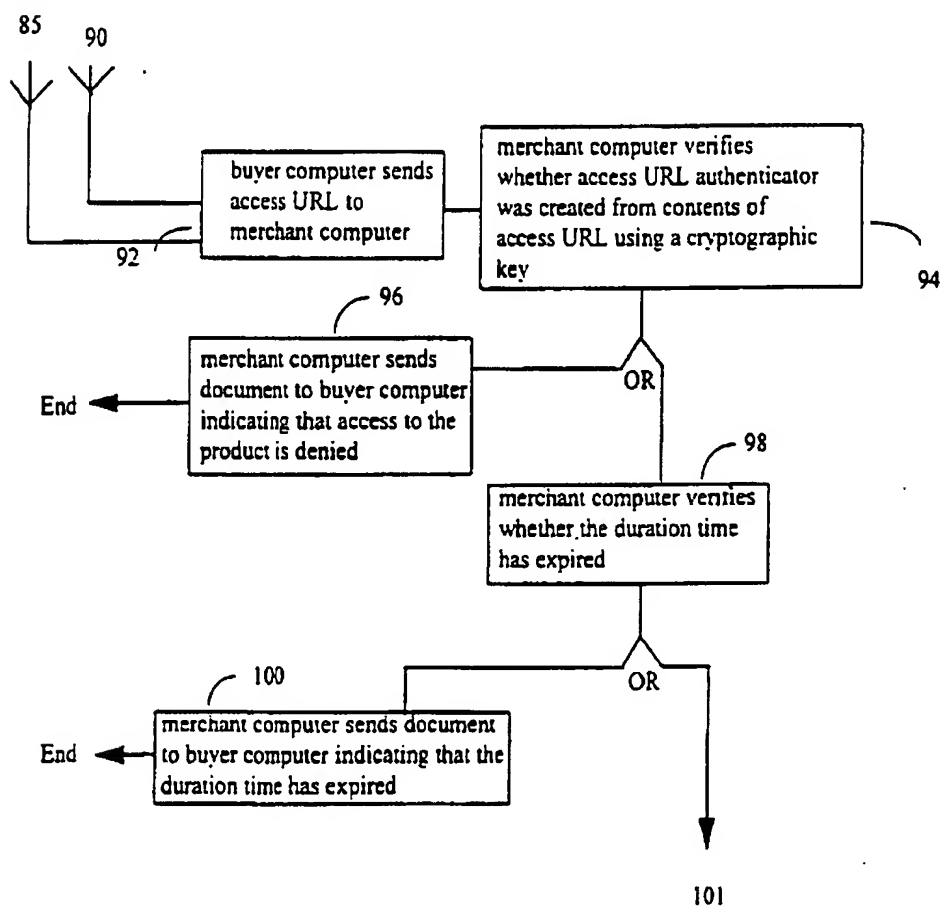 85
90
buyer computer sends
access URL to
merchant computer
92
merchant computer verifies
whether access URL authenticator
was created from contents of
access URL using a cryptographic
key
94
96
merchant computer sends
document to buyer computer
indicating that access to the
product is denied
End
OR
98
merchant computer verifies
whether the duration time
has expired
OR
100
merchant computer sends document
to buyer computer indicating that the
duration time has expired
End
101